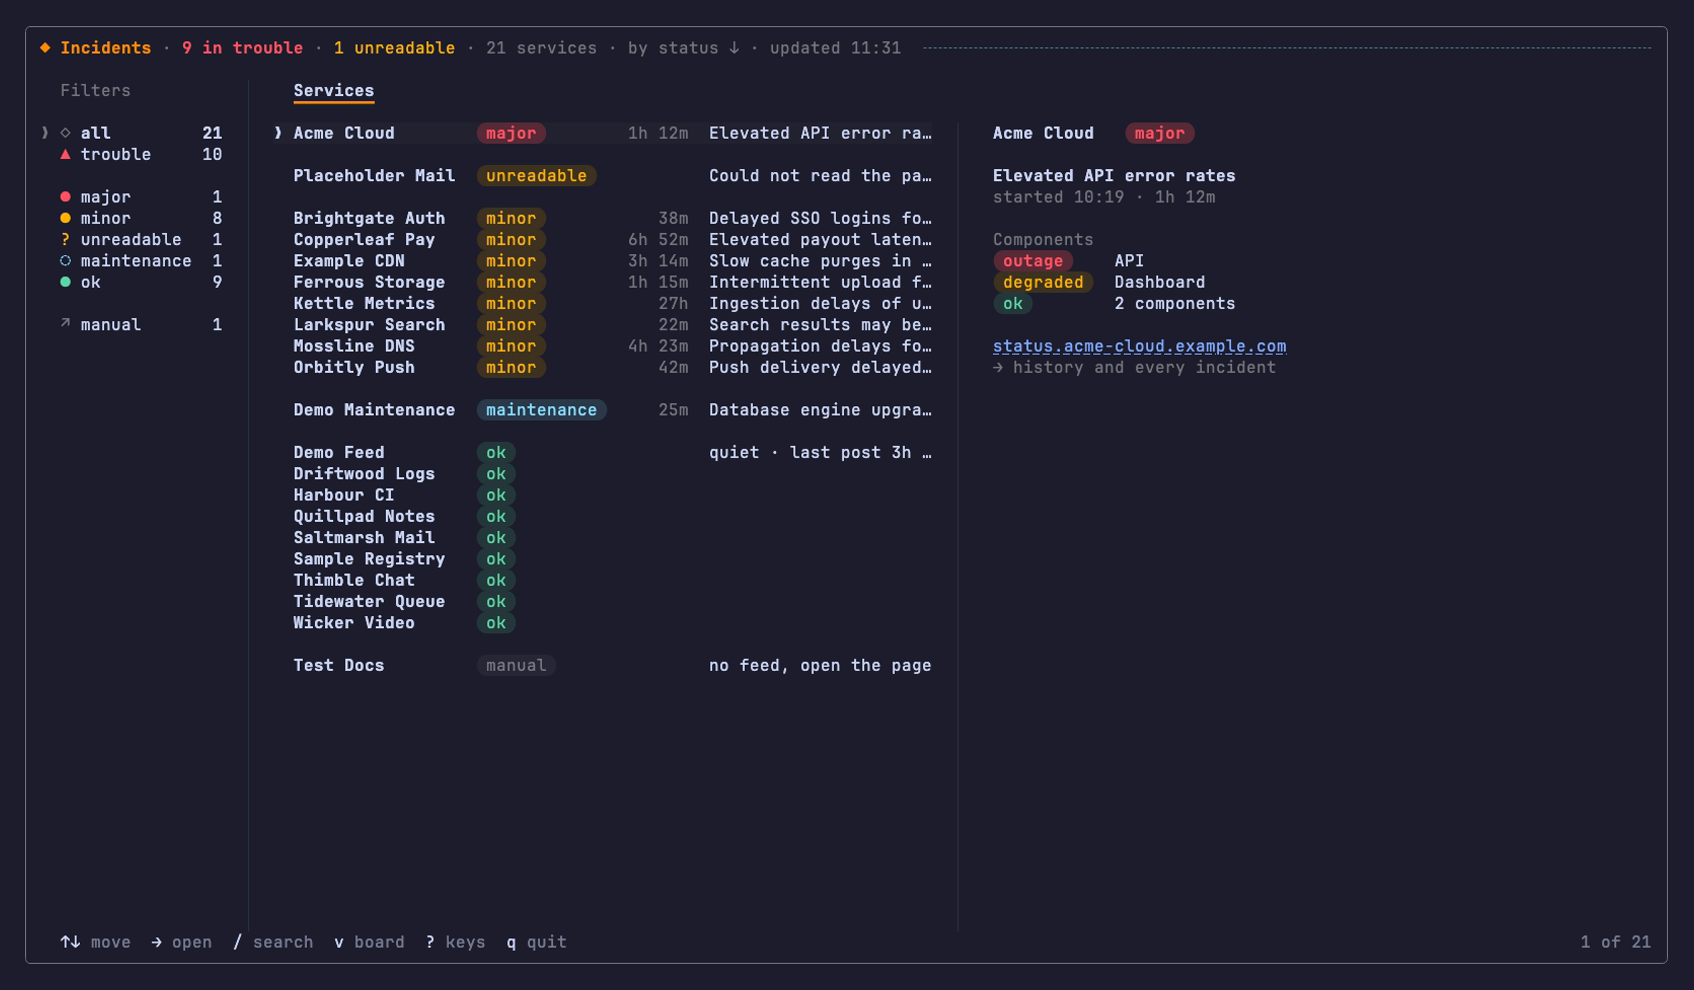 ◆ Incidents · 9 in trouble · 1 unreadable · 21 services · by status ↓ · updated 11:31
Filters
❫ ◇ all 21
▲ trouble 10
● major 1
● minor 8
? unreadable 1
◌ maintenance 1
● ok 9
↗ manual 1
Services
❫ Acme Cloud major 1h 12m Elevated API error ra…
Placeholder Mail unreadable Could not read the pa…
Brightgate Auth minor 38m Delayed SSO logins fo…
Copperleaf Pay minor 6h 52m Elevated payout laten…
Example CDN minor 3h 14m Slow cache purges in …
Ferrous Storage minor 1h 15m Intermittent upload f…
Kettle Metrics minor 27h Ingestion delays of u…
Larkspur Search minor 22m Search results may be…
Mossline DNS minor 4h 23m Propagation delays fo…
Orbitly Push minor 42m Push delivery delayed…
Demo Maintenance maintenance 25m Database engine upgra…
Demo Feed ok quiet · last post 3h …
Driftwood Logs ok
Harbour CI ok
Quillpad Notes ok
Saltmarsh Mail ok
Sample Registry ok
Thimble Chat ok
Tidewater Queue ok
Wicker Video ok
Test Docs manual no feed, open the page
Acme Cloud major
Elevated API error rates
started 10:19 · 1h 12m
Components
outage API
degraded Dashboard
ok 2 components
status.acme-cloud.example.com
→ history and every incident
↑↓ move → open / search v board ? keys q quit 1 of 21